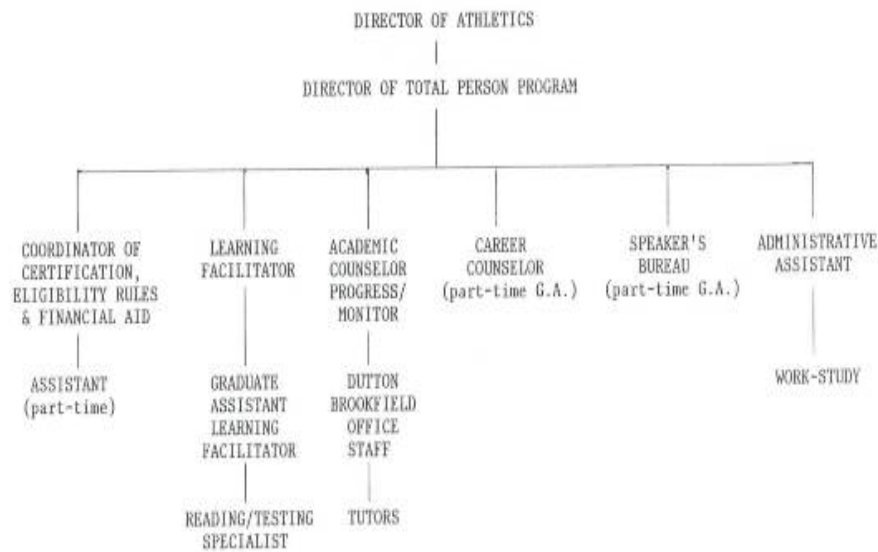 DIRECTOR OF ATHLETICS
DIRECTOR OF TOTAL PERSON PROGRAM
COORDINATOR OF
CERTIFICATION,
ELIGIBILITY RULES
& FINANCIAL AID
ASSISTANT
(part-time)
LEARNING
FACILITATOR
GRADUATE
ASSISTANT
LEARNING
FACILITATOR
READING/TESTING
SPECIALIST
ACADEMIC
COUNSELOR
PROGRESS/
MONITOR
DUTTON
BROOKFIELD
OFFICE
STAFF
TUTORS
CAREER
COUNSELOR
(part-time G.A.)
SPEAKER'S
BUREAU
(part-time G.A.)
ADMINISTRATIVE
ASSISTANT
WORK-STUDY